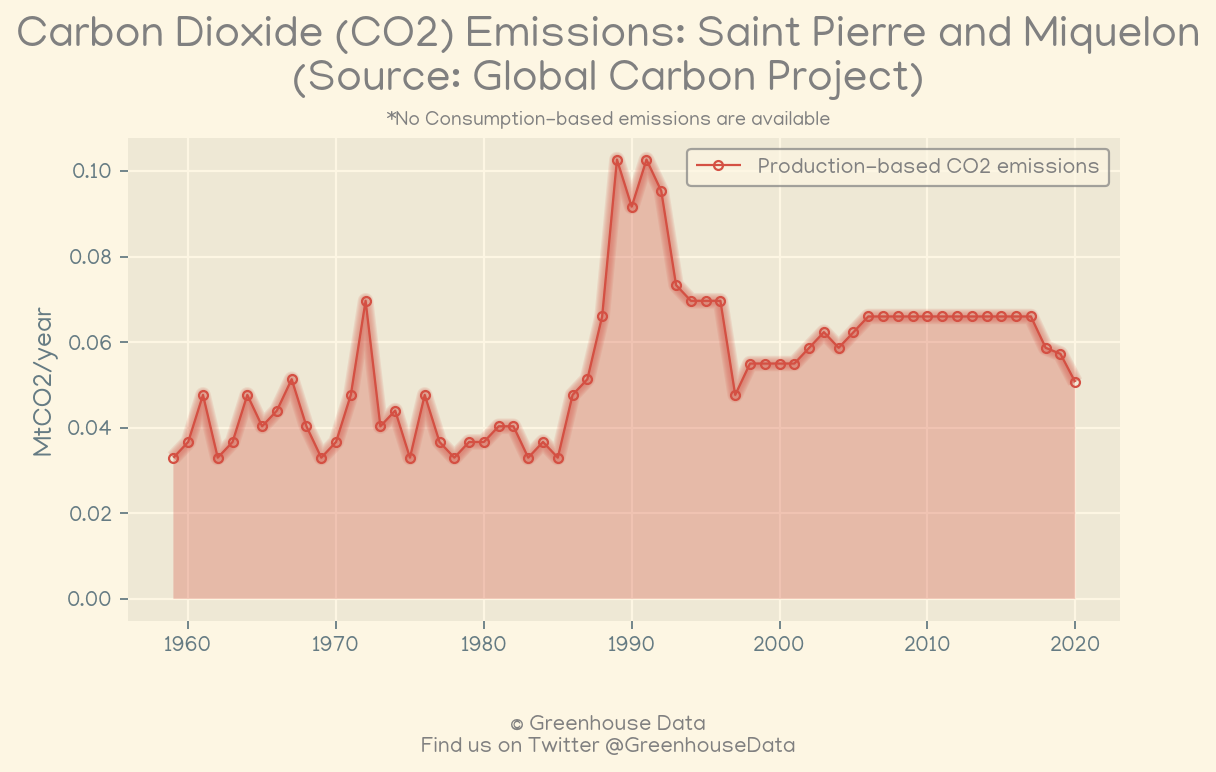 Carbon Dioxide (CO2) Emissions: Saint Pierre and Miquelon
(Source: Global Carbon Project)
*No Consumption-based emissions are available
Production-based CO2 emissions
MtCO2/year
0.10
0.08
0.06
0.04
0.02
0.00
1960 1970 1980 1990 2000 2010 2020
© Greenhouse Data
Find us on Twitter @GreenhouseData